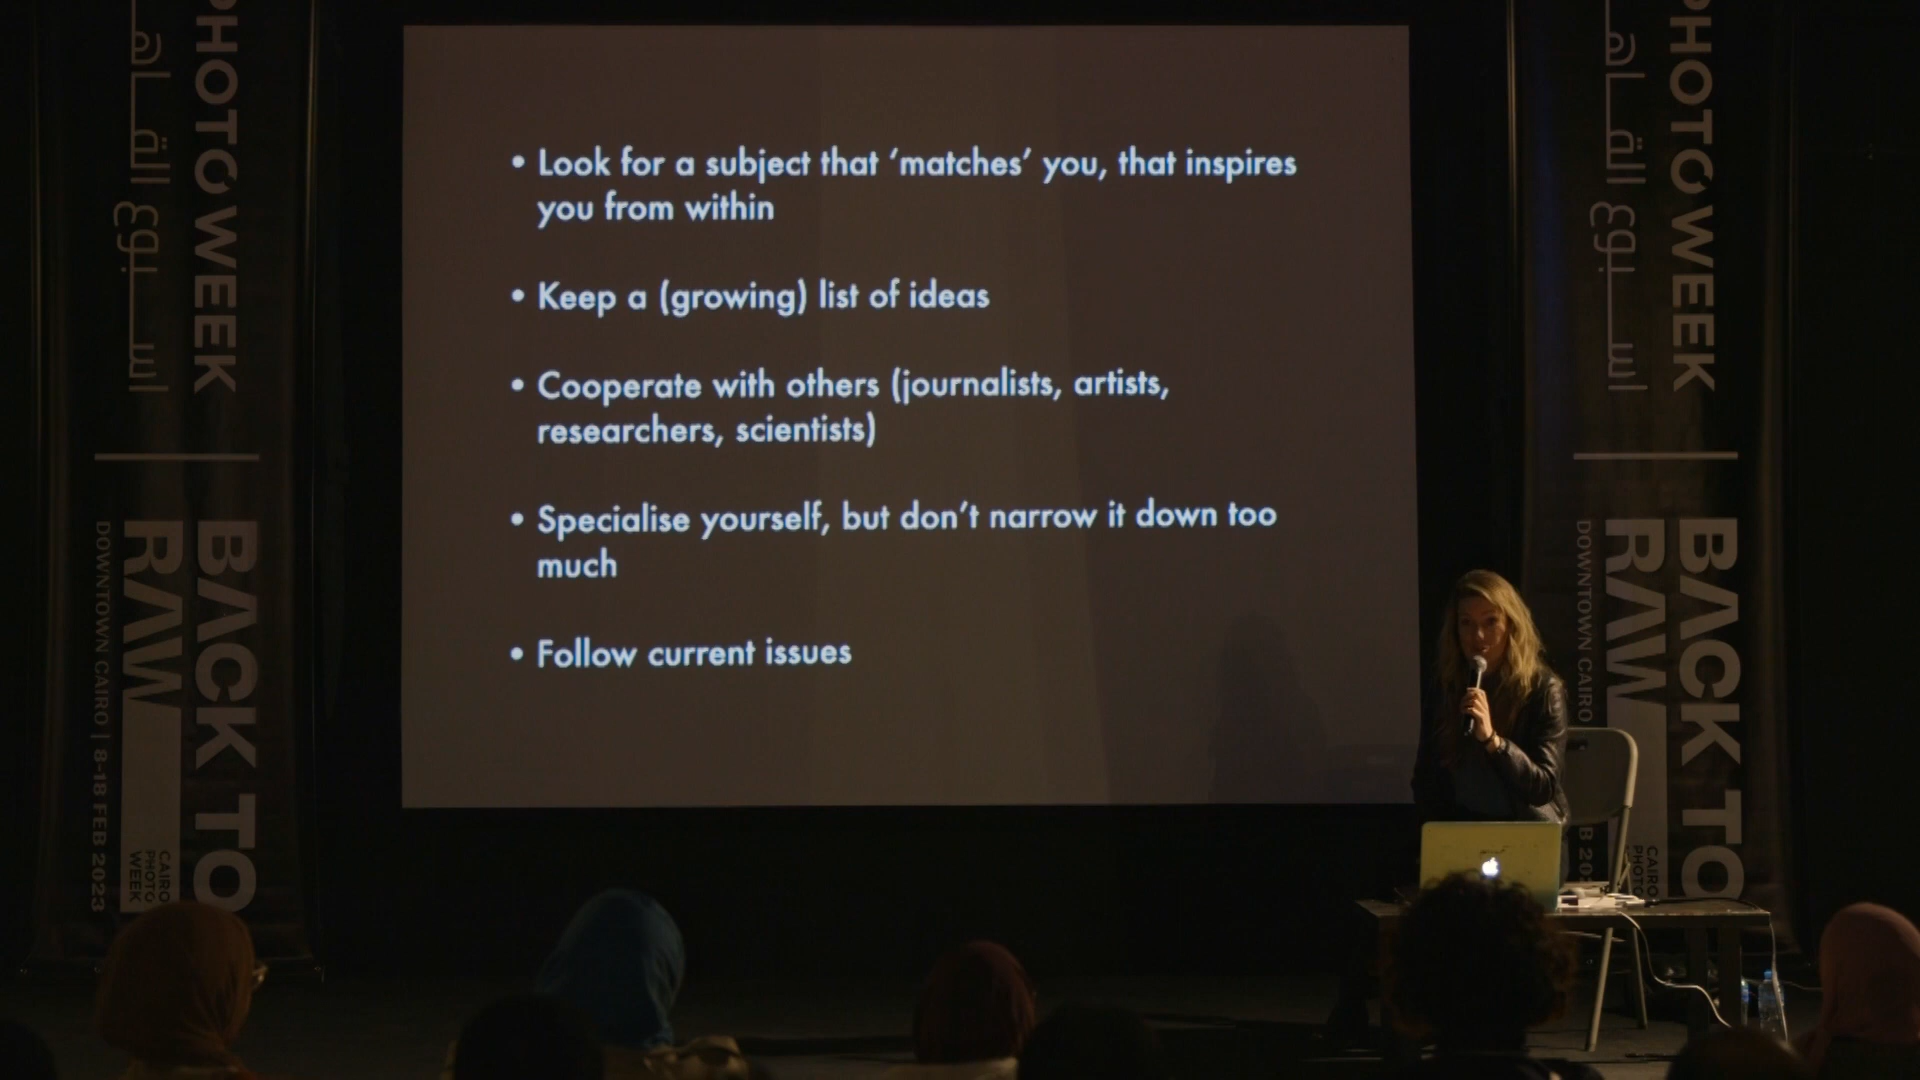 • Look for a subject that ‘matches’ you, that inspires
you from within
• Keep a (growing) list of ideas
• Cooperate with others (journalists, artists,
researchers, scientists)
• Specialise yourself, but don’t narrow it down too
much
• Follow current issues
PHOTO WEEK
BACK TO
RAW
DOWNTOWN CAIRO | 8-18 FEB 2023
CAIRO
PHOTO
WEEK
PHOTO WEEK
BACK TO
RAW
DOWNTOWN CAIRO
CAIRO
PHOTO